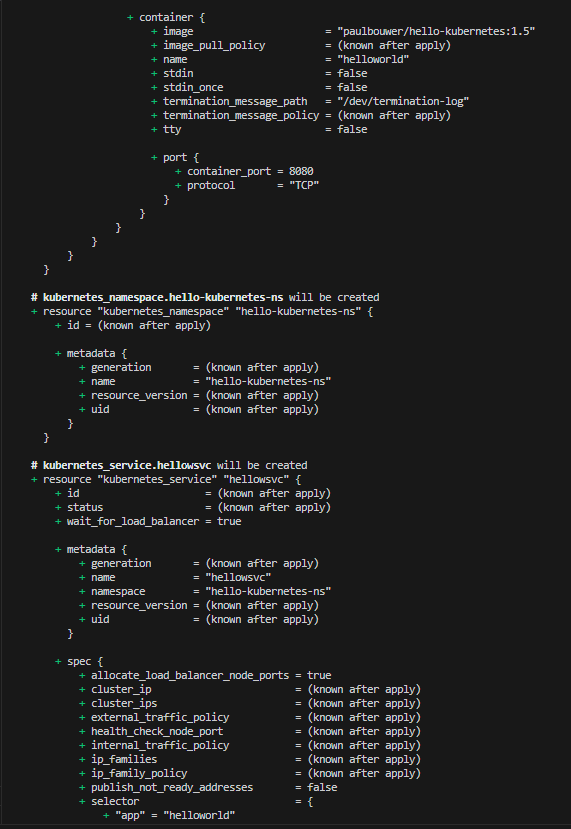 + container {
+ image = "paulbouwer/hello-kubernetes:1.5"
+ image_pull_policy = (known after apply)
+ name = "helloworld"
+ stdin = false
+ stdin_once = false
+ termination_message_path = "/dev/termination-log"
+ termination_message_policy = (known after apply)
+ tty = false
+ port {
+ container_port = 8080
+ protocol = "TCP"
}
}
}
}
}
}
# kubernetes_namespace.hello-kubernetes-ns will be created
+ resource "kubernetes_namespace" "hello-kubernetes-ns" {
+ id = (known after apply)
+ metadata {
+ generation = (known after apply)
+ name = "hello-kubernetes-ns"
+ resource_version = (known after apply)
+ uid = (known after apply)
}
}
# kubernetes_service.hellowsvc will be created
+ resource "kubernetes_service" "hellowsvc" {
+ id = (known after apply)
+ status = (known after apply)
+ wait_for_load_balancer = true
+ metadata {
+ generation = (known after apply)
+ name = "hellowsvc"
+ namespace = "hello-kubernetes-ns"
+ resource_version = (known after apply)
+ uid = (known after apply)
}
+ spec {
+ allocate_load_balancer_node_ports = true
+ cluster_ip = (known after apply)
+ cluster_ips = (known after apply)
+ external_traffic_policy = (known after apply)
+ health_check_node_port = (known after apply)
+ internal_traffic_policy = (known after apply)
+ ip_families = (known after apply)
+ ip_family_policy = (known after apply)
+ publish_not_ready_addresses = false
+ selector = {
+ "app" = "helloworld"